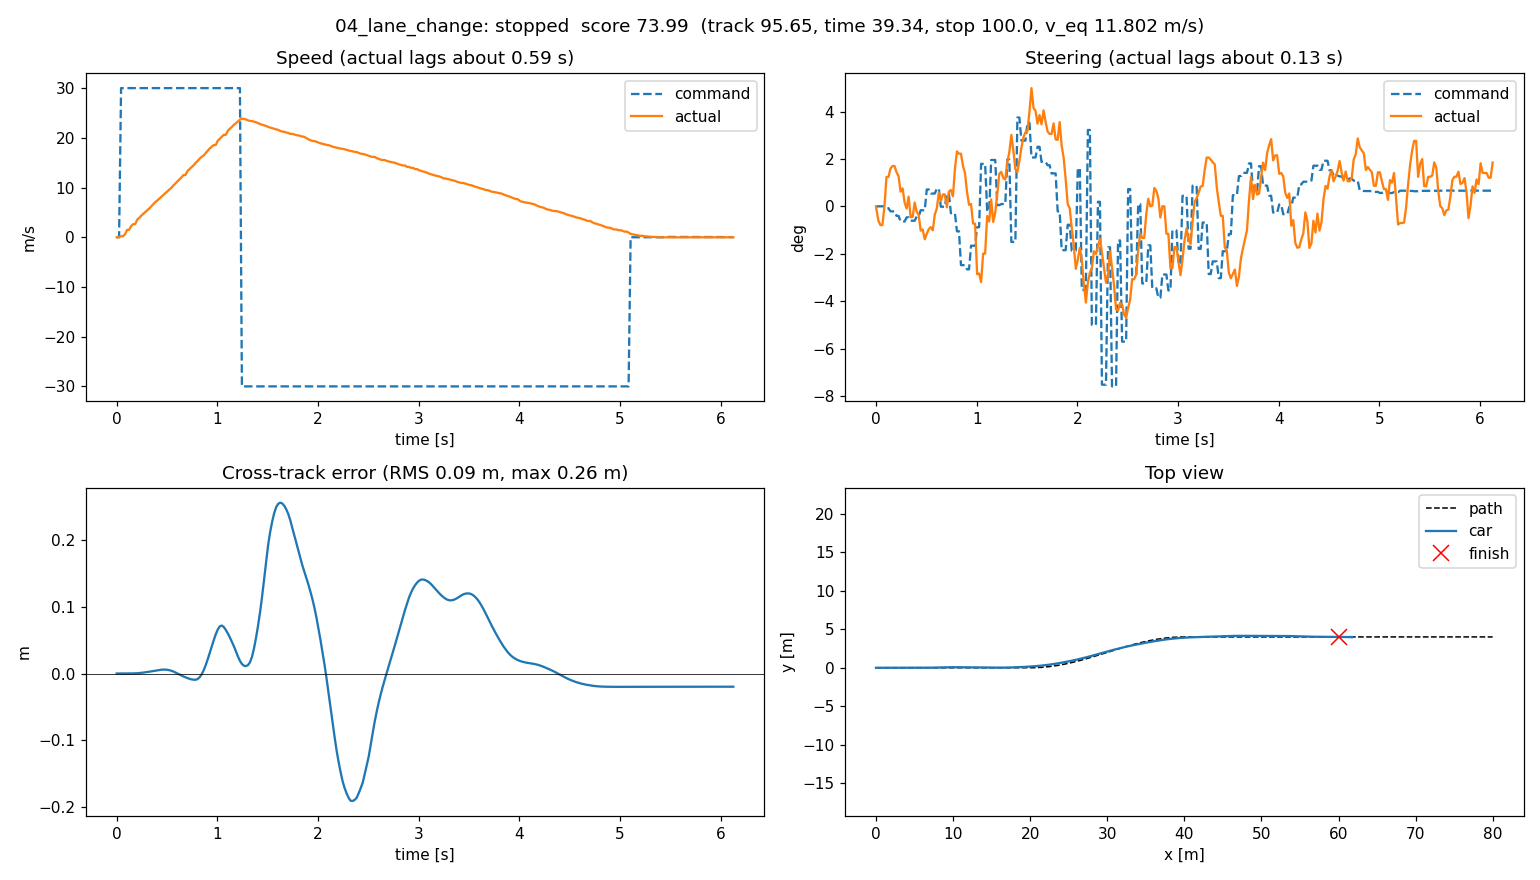 04_lane_change: stopped  score 73.99  (track 95.65, time 39.34, stop 100.0, v_eq 11.802 m/s)
Speed (actual lags about 0.59 s)
command
actual
30
20
10
0
−10
−20
−30
m/s
0 1 2 3 4 5 6
time [s]
Steering (actual lags about 0.13 s)
command
actual
4
2
0
−2
−4
−6
−8
deg
0 1 2 3 4 5 6
time [s]
Cross-track error (RMS 0.09 m, max 0.26 m)
0.2
0.1
0.0
−0.1
−0.2
m
0 1 2 3 4 5 6
time [s]
Top view
path
car
finish
20
15
10
5
0
−5
−10
−15
y [m]
0 10 20 30 40 50 60 70 80
x [m]